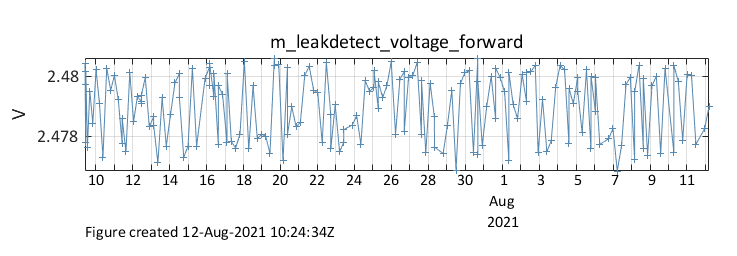 m_leakdetect_voltage_forward
2.48
2.478
V
10 12 14 16 18 20 22 24 26 28 30 1 3 5 7 9 11
Aug
2021
Figure created 12-Aug-2021 10:24:34Z